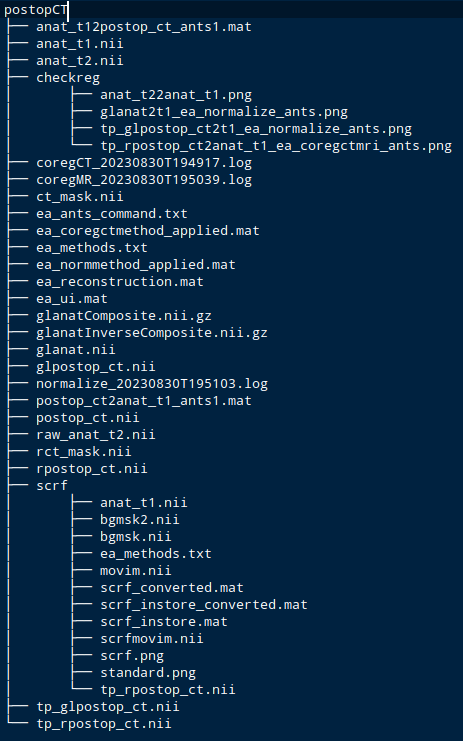 postopCT
├── anat_t12postop_ct_ants1.mat
├── anat_t1.nii
├── anat_t2.nii
├── checkreg
│       ├── anat_t22anat_t1.png
│       ├── glanat2t1_ea_normalize_ants.png
│       ├── tp_glpostop_ct2t1_ea_normalize_ants.png
│       └── tp_rpostop_ct2anat_t1_ea_coregctmri_ants.png
├── coregCT_20230830T194917.log
├── coregMR_20230830T195039.log
├── ct_mask.nii
├── ea_ants_command.txt
├── ea_coregctmethod_applied.mat
├── ea_methods.txt
├── ea_normmethod_applied.mat
├── ea_reconstruction.mat
├── ea_ui.mat
├── glanatComposite.nii.gz
├── glanatInverseComposite.nii.gz
├── glanat.nii
├── glpostop_ct.nii
├── normalize_20230830T195103.log
├── postop_ct2anat_t1_ants1.mat
├── postop_ct.nii
├── raw_anat_t2.nii
├── rct_mask.nii
├── rpostop_ct.nii
├── scrf
│       ├── anat_t1.nii
│       ├── bgmsk2.nii
│       ├── bgmsk.nii
│       ├── ea_methods.txt
│       ├── movim.nii
│       ├── scrf_converted.mat
│       ├── scrf_instore_converted.mat
│       ├── scrf_instore.mat
│       ├── scrfmovim.nii
│       ├── scrf.png
│       ├── standard.png
│       └── tp_rpostop_ct.nii
├── tp_glpostop_ct.nii
└── tp_rpostop_ct.nii